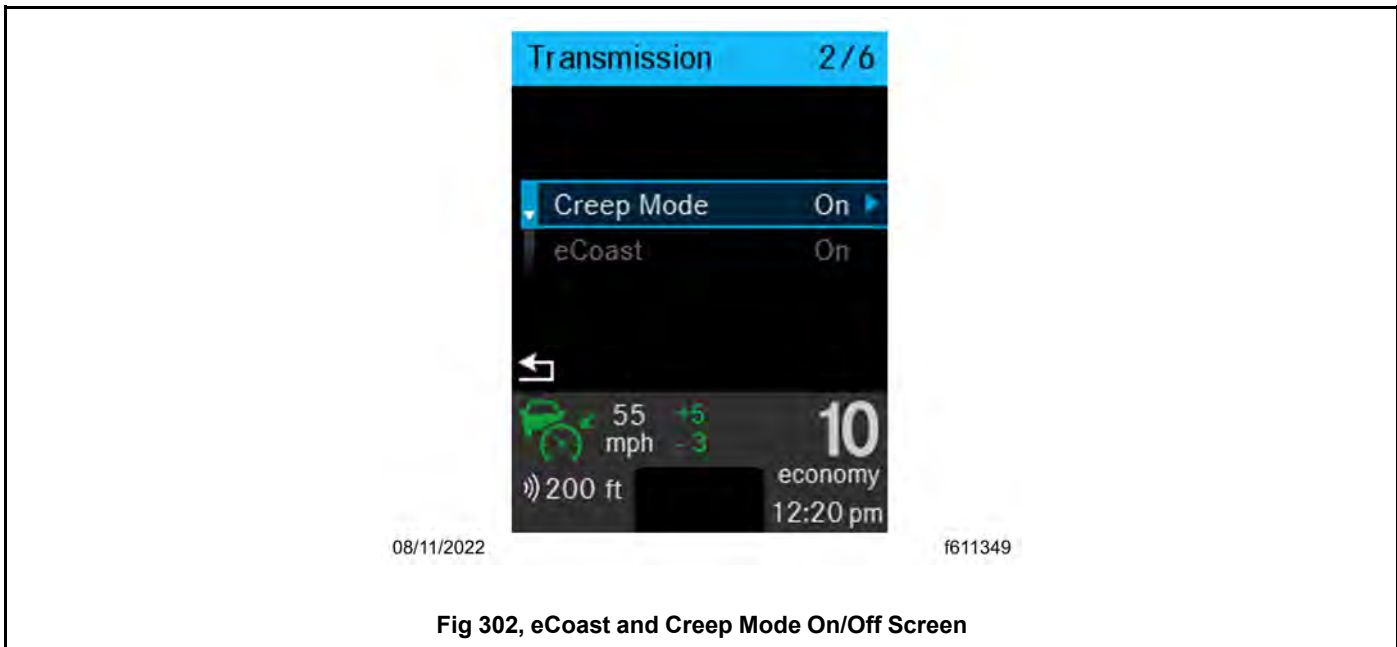 Transmission 2/6
Creep Mode On
eCoast On
55 +5
mph -3
10
economy
200 ft
12:20 pm
08/11/2022 f611349
Fig 302, eCoast and Creep Mode On/Off Screen